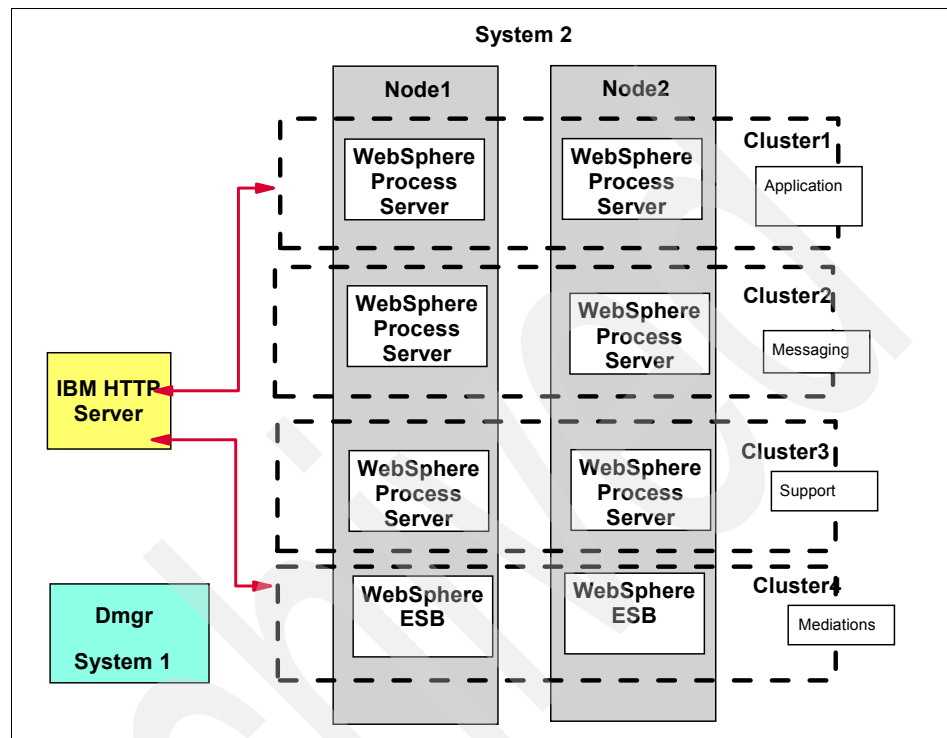 System 2
Node1
Node2
Cluster1
WebSphere
Process
Server
WebSphere
Process
Server
Application
Cluster2
WebSphere
Process
Server
WebSphere
Process
Server
Messaging
IBM HTTP
Server
Cluster3
WebSphere
Process
Server
WebSphere
Process
Server
Support
Cluster4
WebSphere
ESB
WebSphere
ESB
Mediations
Dmgr
System 1